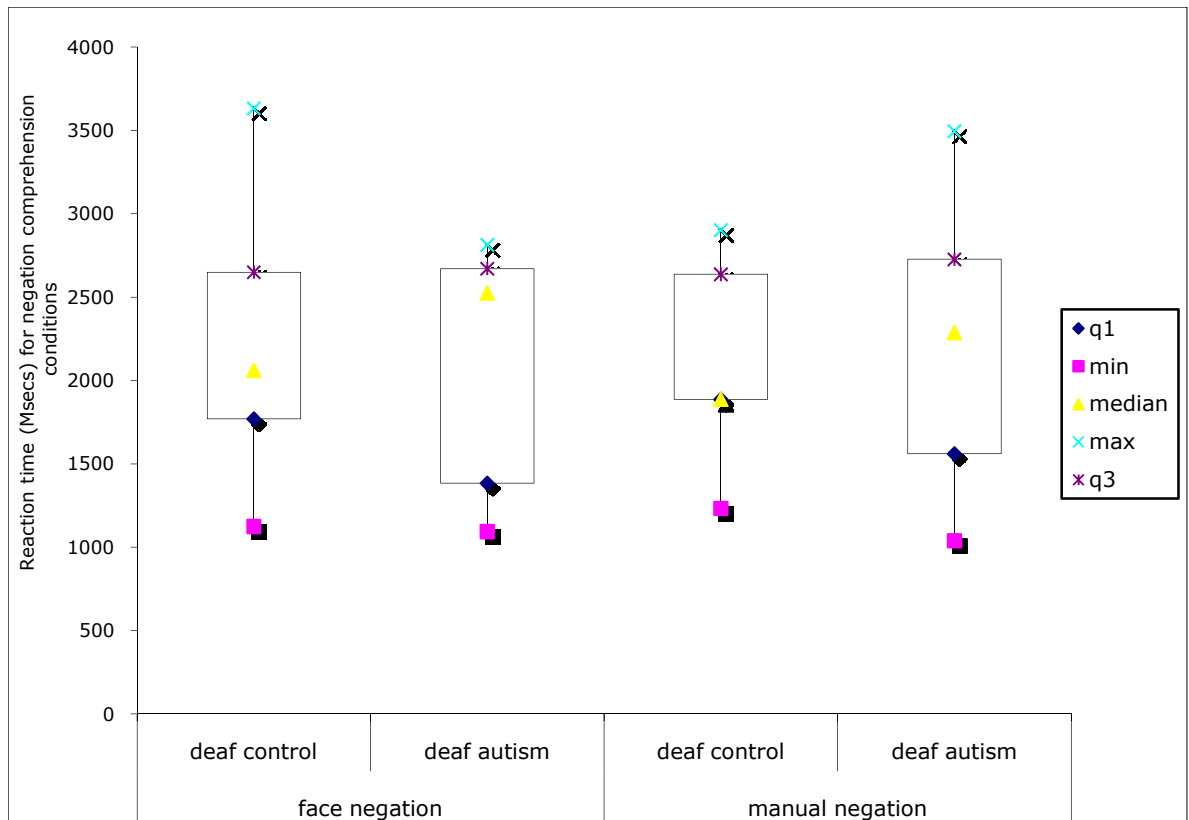 Reaction time (Msecs) for negation comprehension
conditions
4000
3500
3000
2500
2000
1500
1000
500
0
q1
min
median
max
q3
deaf control
deaf autism
deaf control
deaf autism
face negation
manual negation